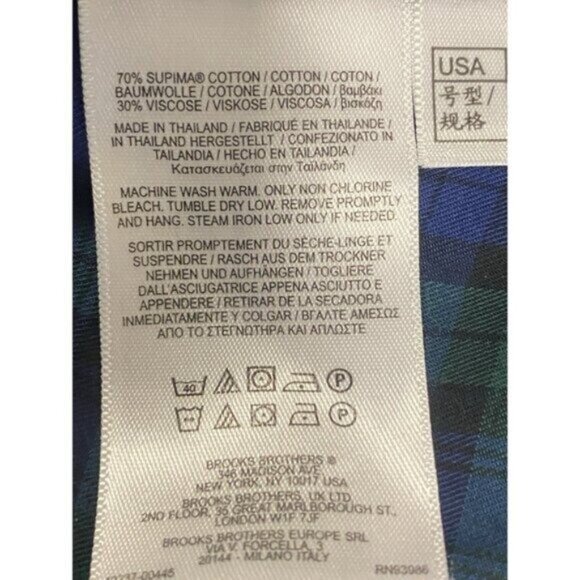 70% SUPIMA® COTTON / COTTON / COTON /
BAUMWOLLE / COTONE / ALGODON / βαμβάκι
30% VISCOSE / VISKOSE / VISCOSA / βισκόζη
MADE IN THAILAND / FABRIQUÉ EN THAILANDE /
IN THAILAND HERGESTELLT / CONFEZIONATO IN
TAILANDIA / HECHO EN TAILANDIA /
Κατασκευάζεται στην Ταϊλάνδη
MACHINE WASH WARM. ONLY NON CHLORINE
BLEACH. TUMBLE DRY LOW. REMOVE PROMPTLY
AND HANG. STEAM IRON LOW ONLY IF NEEDED.
SORTIR PROMPTEMENT DU SÈCHE-LINGE ET
SUSPENDRE / RASCH AUS DEM TROCKNER
NEHMEN UND AUFHÄNGEN / TOGLIERE
DALL'ASCIUGATRICE APPENA ASCIUTTO E
APPENDERE / RETIRAR DE LA SECADORA
INMEDIATAMENTE Y COLGAR / ΒΓΑΛΤΕ ΑΜΕΣΩΣ
ΑΠΟ ΤΟ ΣΤΕΓΝΩΤΗΡΑ ΚΑΙ ΑΠΛΩΣΤΕ
40 P
P
BROOKS BROTHERS ®
346 MADISON AVE
NEW YORK, NY 10017 USA
BROOKS BROTHERS, UK LTD.
2ND FLOOR, 35 GREAT MARLBOROUGH ST.,
LONDON W1F 7JF
BROOKS BROTHERS EUROPE SRL
VIA V. FORCELLA, 3
20144 - MILANO ITALY
RN93986
USA
号型/
规格